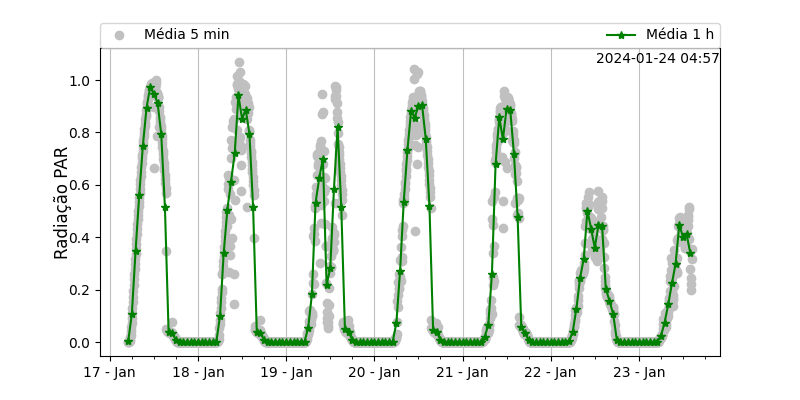 Média 5 min
Média 1 h
2024-01-24 04:57
Radiação PAR
1.0
0.8
0.6
0.4
0.2
0.0
17 - Jan
18 - Jan
19 - Jan
20 - Jan
21 - Jan
22 - Jan
23 - Jan